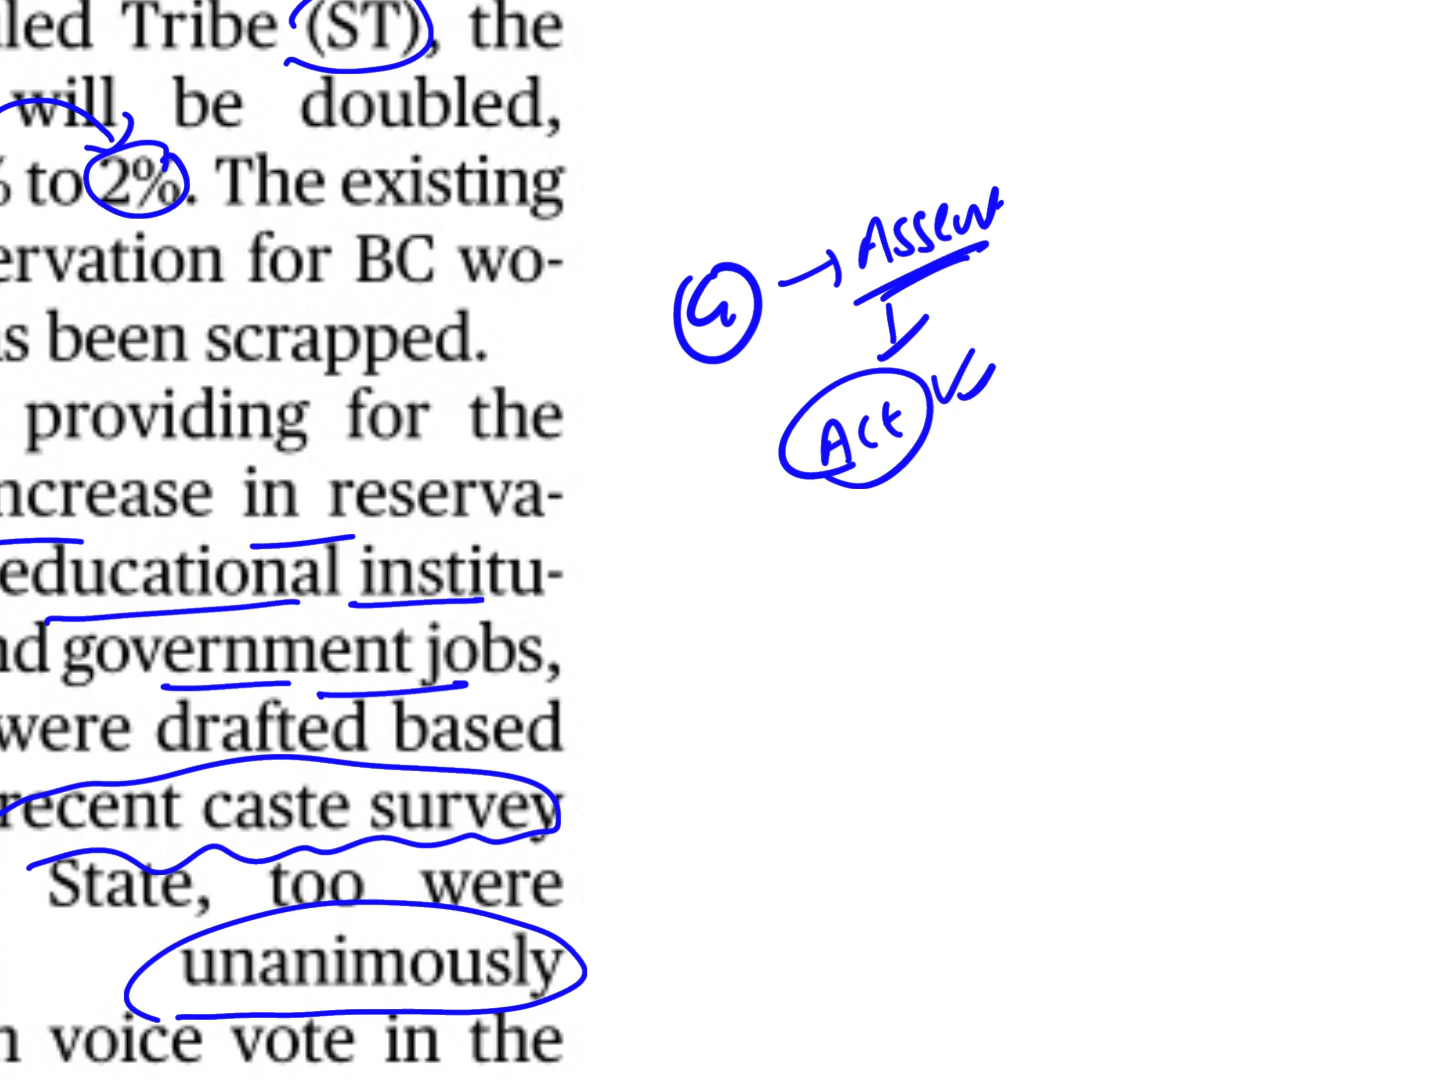 led Tribe (ST), the
will be doubled,
% to 2%. The existing
ervation for BC wo-
s been scrapped.
providing for the
ncrease in reserva-
educational institu-
nd government jobs,
were drafted based
recent caste survey
State, too were
unanimously
n voice vote in the
G → Assent
Act